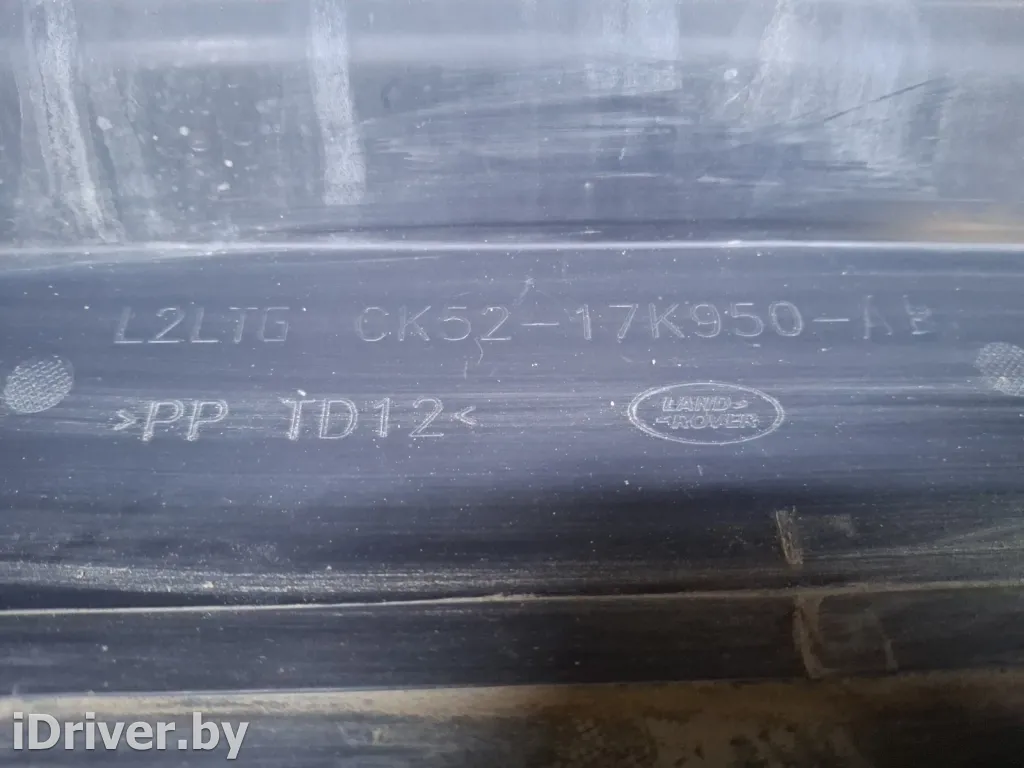 L2LTG CK52-17K950-
>PP TD12<
LAND
ROVER
iDriver.by